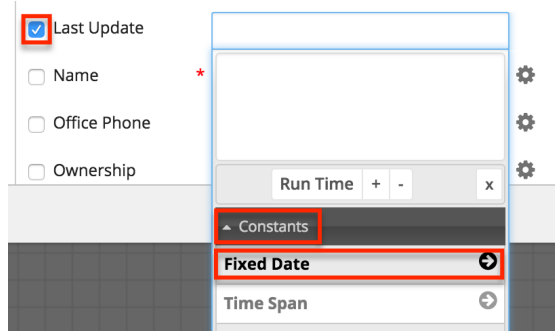 Last Update
Name *
Office Phone
Ownership
Run Time + - x
Constants
Fixed Date
Time Span